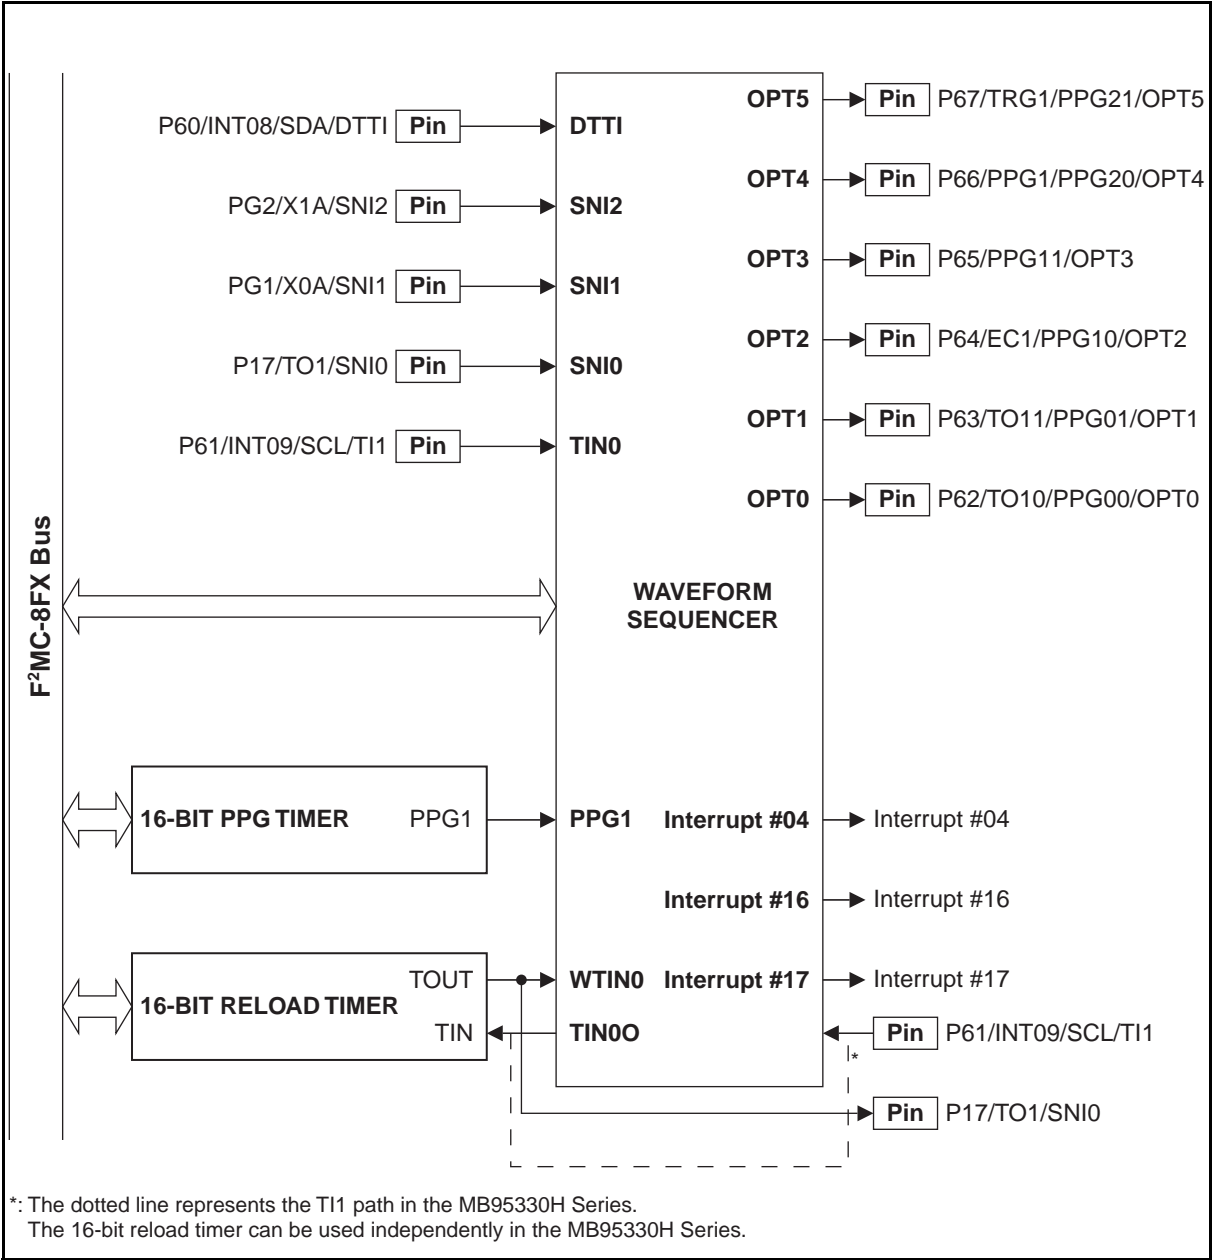 OPT5 Pin P67/TRG1/PPG21/OPT5
P60/INT08/SDA/DTTI Pin DTTI
OPT4 Pin P66/PPG1/PPG20/OPT4
PG2/X1A/SNI2 Pin SNI2
OPT3 Pin P65/PPG11/OPT3
PG1/X0A/SNI1 Pin SNI1
OPT2 Pin P64/EC1/PPG10/OPT2
P17/TO1/SNI0 Pin SNI0
OPT1 Pin P63/TO11/PPG01/OPT1
P61/INT09/SCL/TI1 Pin TIN0
OPT0 Pin P62/TO10/PPG00/OPT0
F²MC-8FX Bus
WAVEFORM
SEQUENCER
16-BIT PPG TIMER PPG1 PPG1 Interrupt #04 Interrupt #04
Interrupt #16 Interrupt #16
TOUT WTIN0 Interrupt #17 Interrupt #17
16-BIT RELOAD TIMER
TIN TIN0O Pin P61/INT09/SCL/TI1
*
Pin P17/TO1/SNI0
*: The dotted line represents the TI1 path in the MB95330H Series.
The 16-bit reload timer can be used independently in the MB95330H Series.